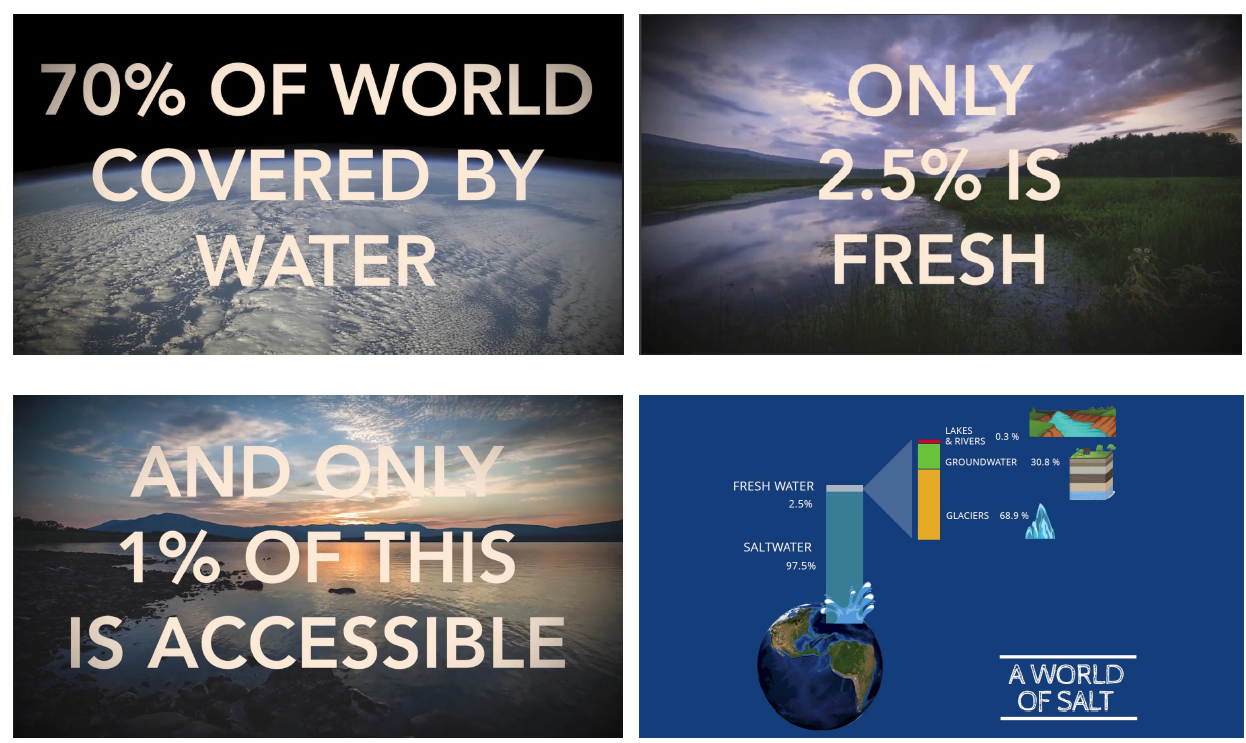 70% OF WORLD
COVERED BY
WATER
ONLY
2.5% IS
FRESH
AND ONLY
1% OF THIS
IS ACCESSIBLE
LAKES
& RIVERS 0.3 %
GROUNDWATER 30.8 %
GLACIERS 68.9 %
FRESH WATER
2.5%
SALTWATER
97.5%
A WORLD
OF SALT